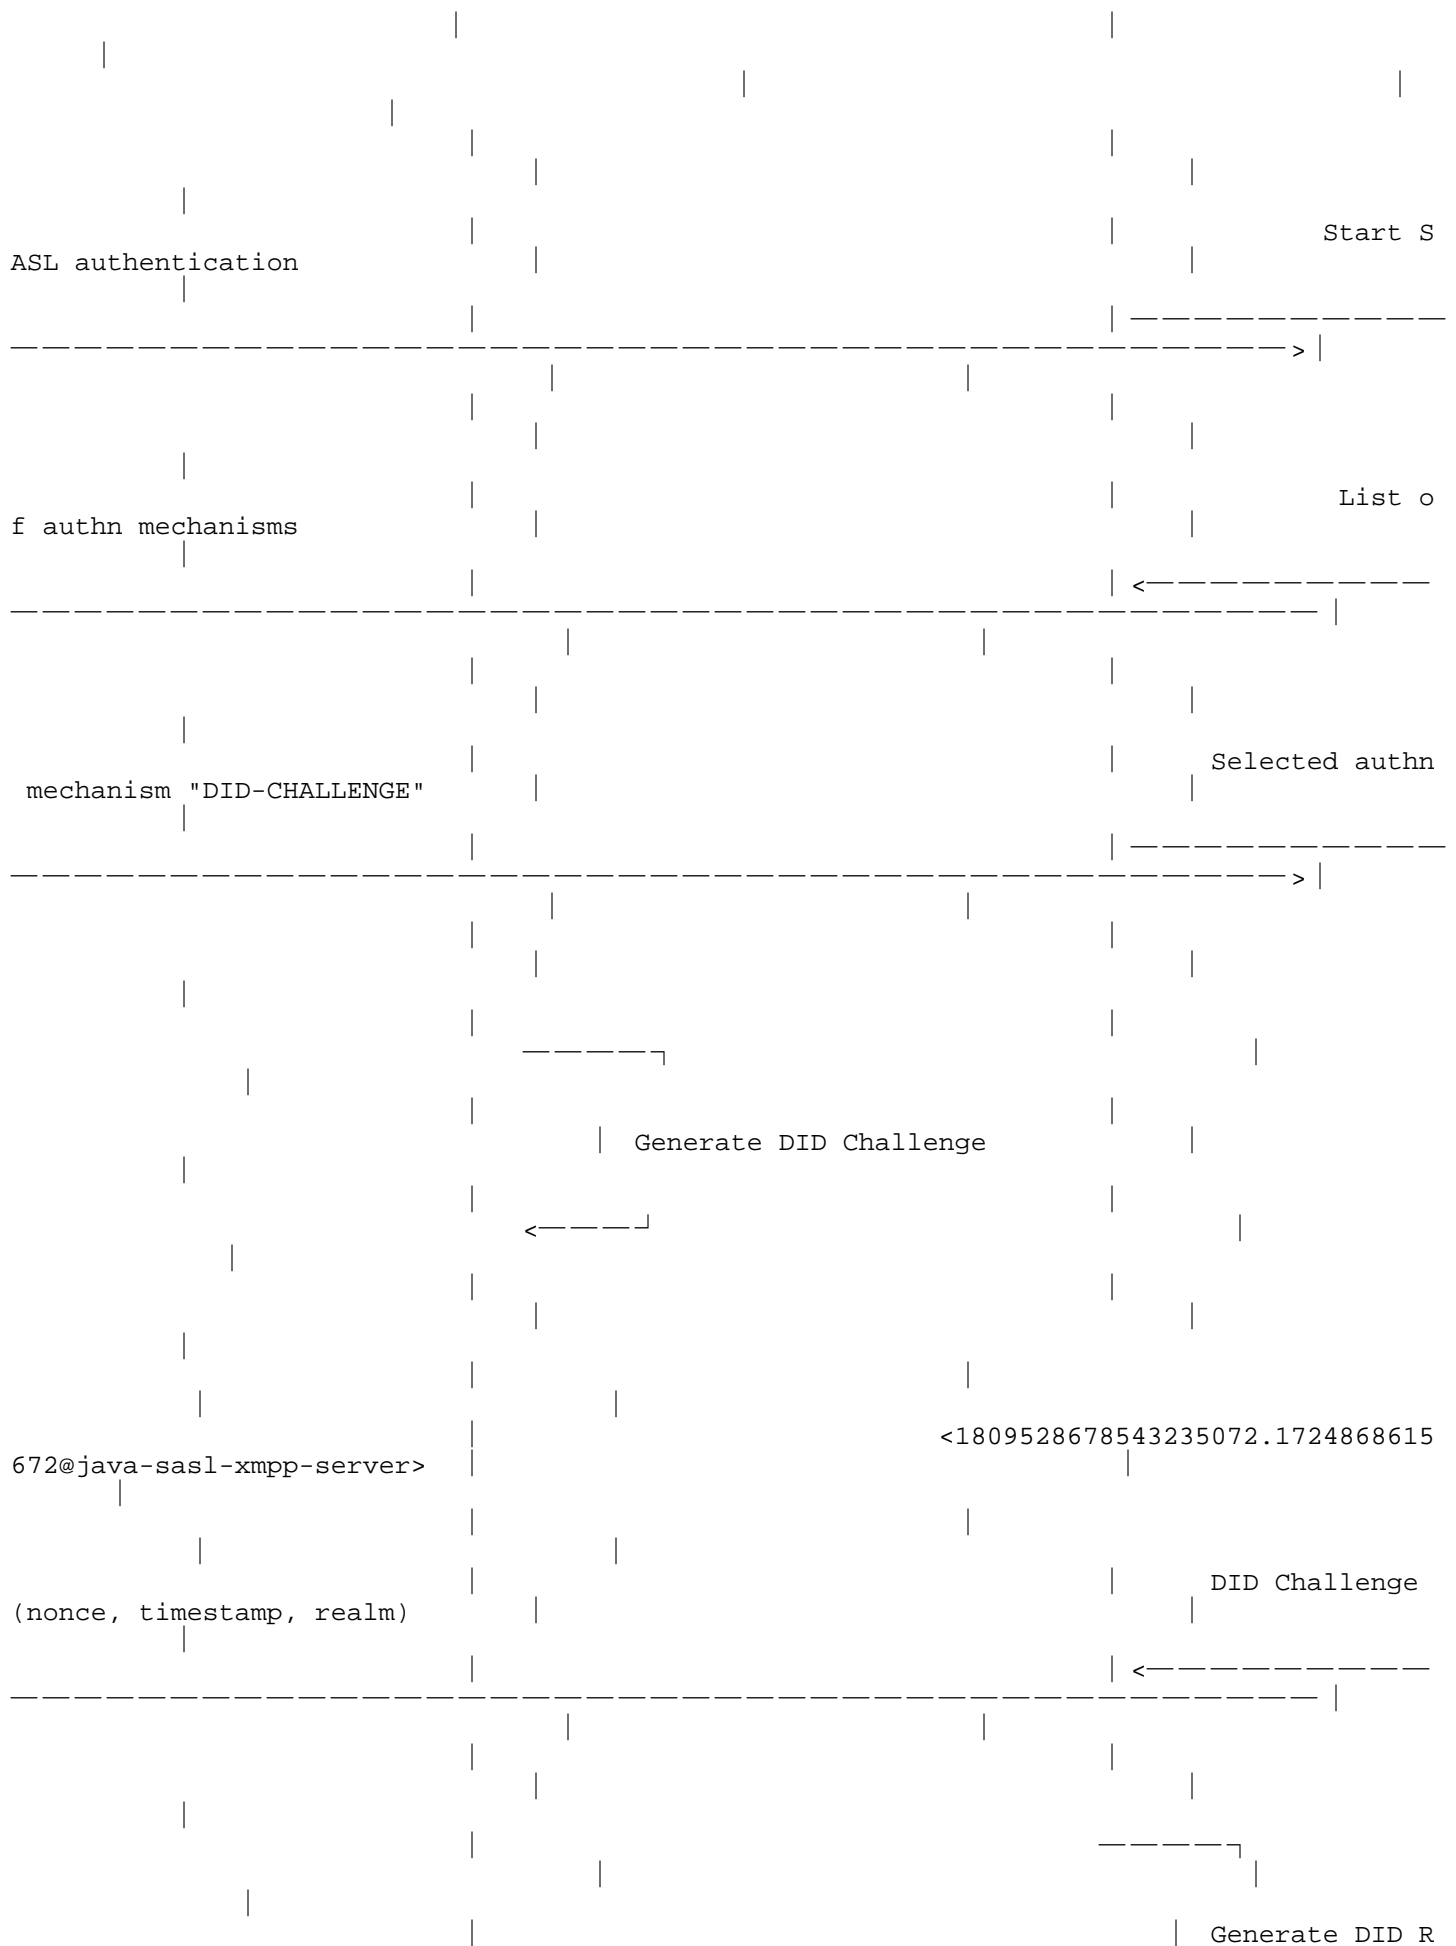 Start S
ASL authentication
>
List o
f authn mechanisms
<
Selected authn
mechanism "DID-CHALLENGE"
>
Generate DID Challenge
<
<1809528678543235072.1724868615
672@java-sasl-xmpp-server>
DID Challenge
(nonce, timestamp, realm)
<
Generate DID R